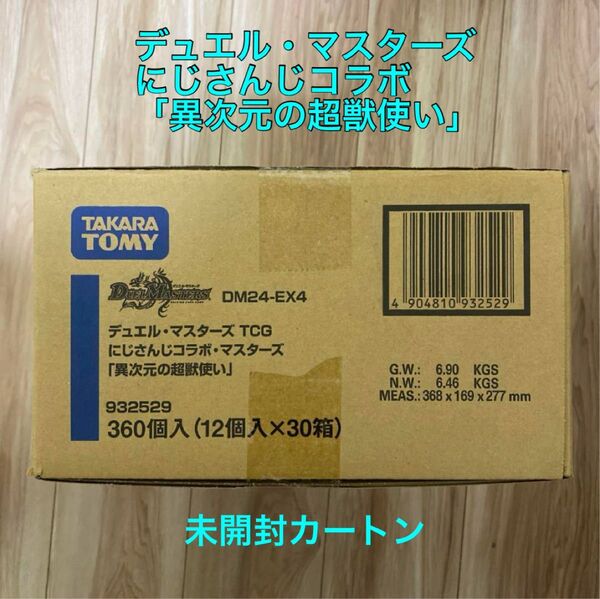 デュエル・マスターズ
にじさんじコラボ
「異次元の超獣使い」
TAKARA
TOMY
DUEL MASTERS DM24-EX4
デュエル・マスターズ TCG
にじさんじコラボ・マスターズ
「異次元の超獣使い」
932529
360個入(12個入×30箱)
4 904810 932529
G.W.: 6.90 KGS
N.W.: 6.46 KGS
MEAS.: 368 x 169 x 277 mm
未開封カートン